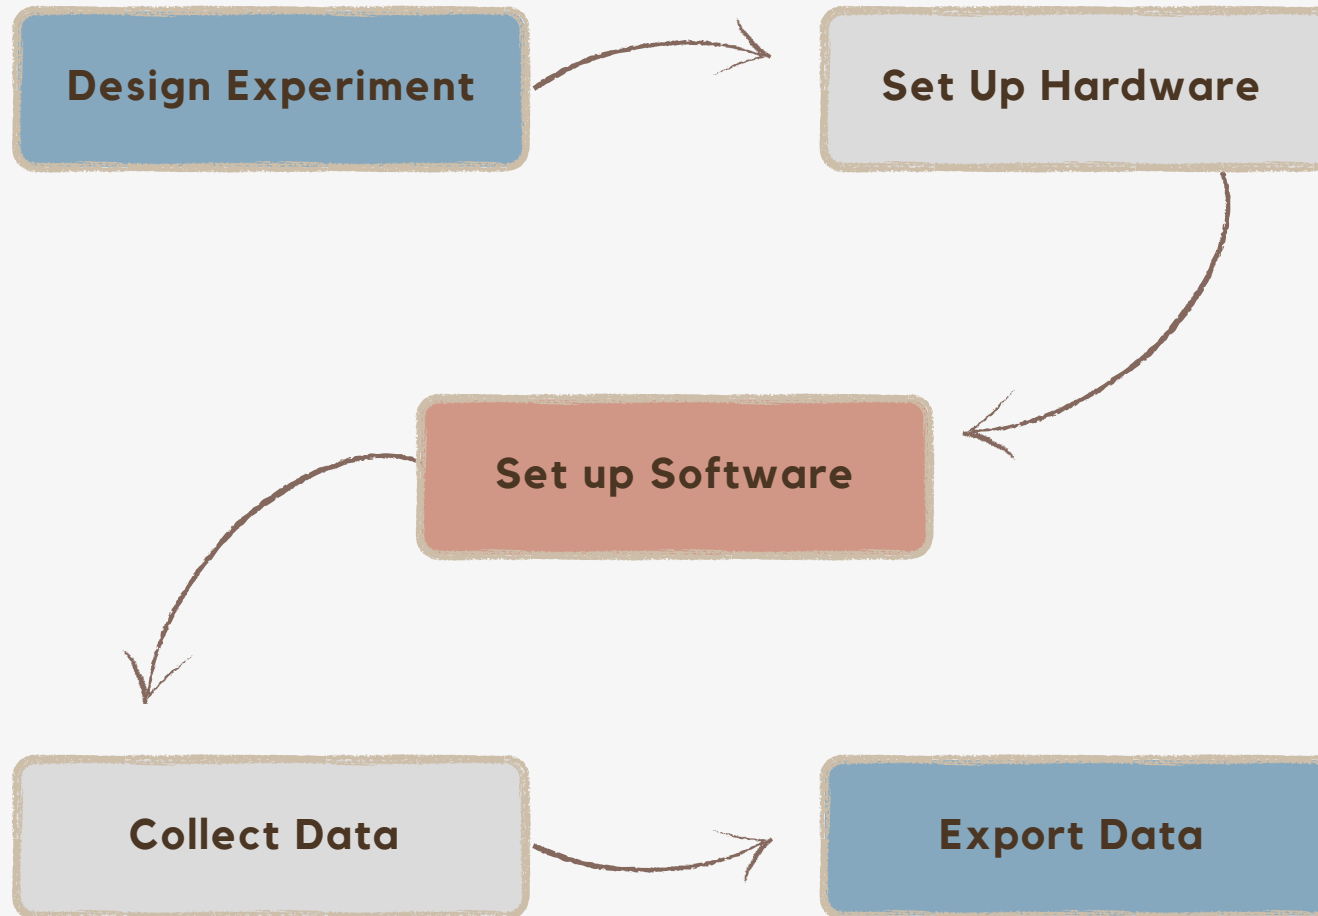 Design Experiment
Set Up Hardware
Set up Software
Collect Data
Export Data